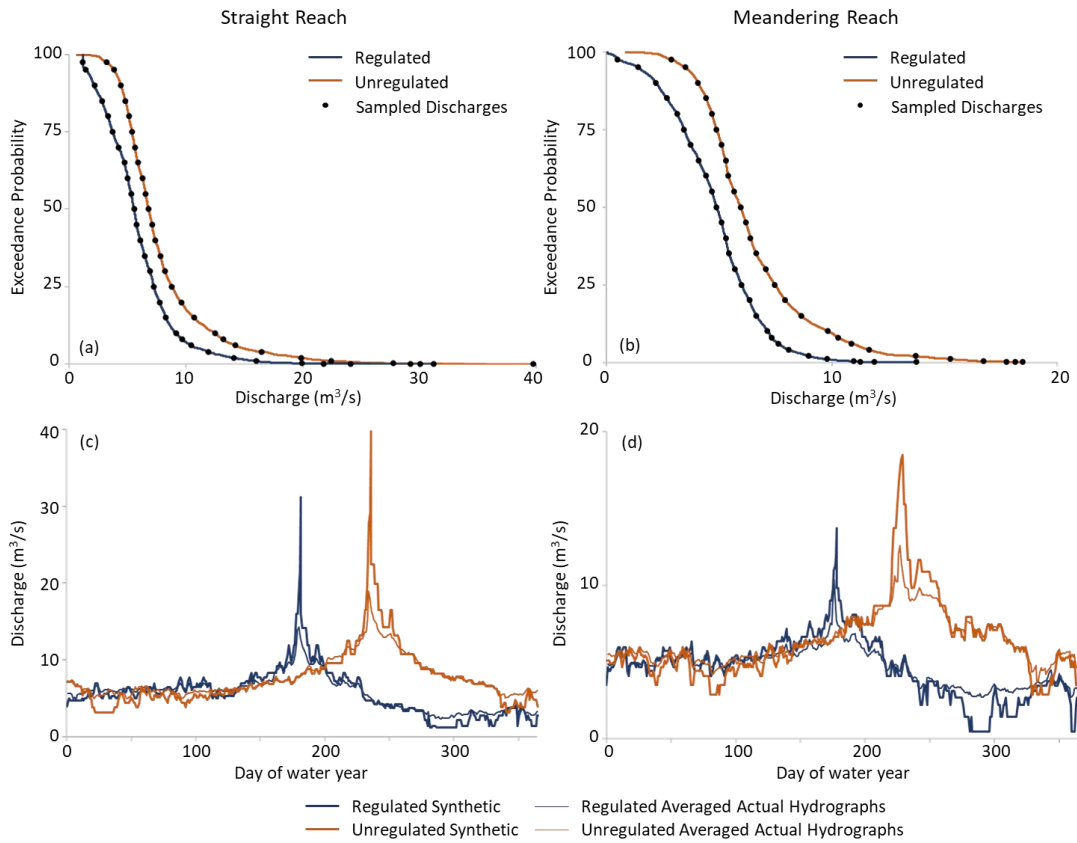 Straight Reach
Meandering Reach
Exceedance Probability
100
75
50
25
0
Regulated
Unregulated
Sampled Discharges
(a)
0 10 20 30 40
Discharge (m³/s)
Exceedance Probability
100
75
50
25
0
Regulated
Unregulated
Sampled Discharges
(b)
0 10 20
Discharge (m³/s)
Discharge (m³/s)
40
30
20
10
0
(c)
0 100 200 300
Day of water year
Discharge (m³/s)
20
10
0
(d)
0 100 200 300
Day of water year
Regulated Synthetic
Regulated Averaged Actual Hydrographs
Unregulated Synthetic
Unregulated Averaged Actual Hydrographs